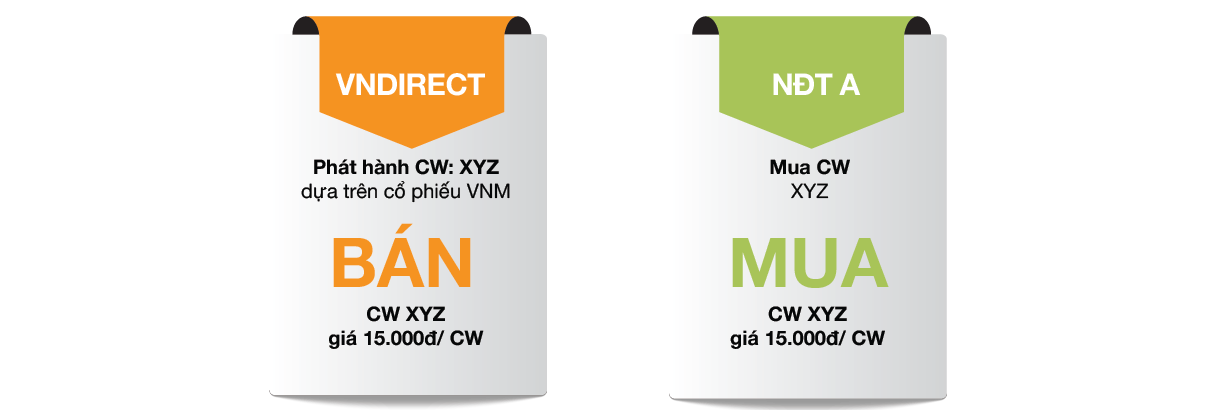 VNDIRECT
Phát hành CW: XYZ
dựa trên cổ phiếu VNM
BÁN
CW XYZ
giá 15.000đ/ CW
NĐT A
Mua CW
XYZ
MUA
CW XYZ
giá 15.000đ/ CW